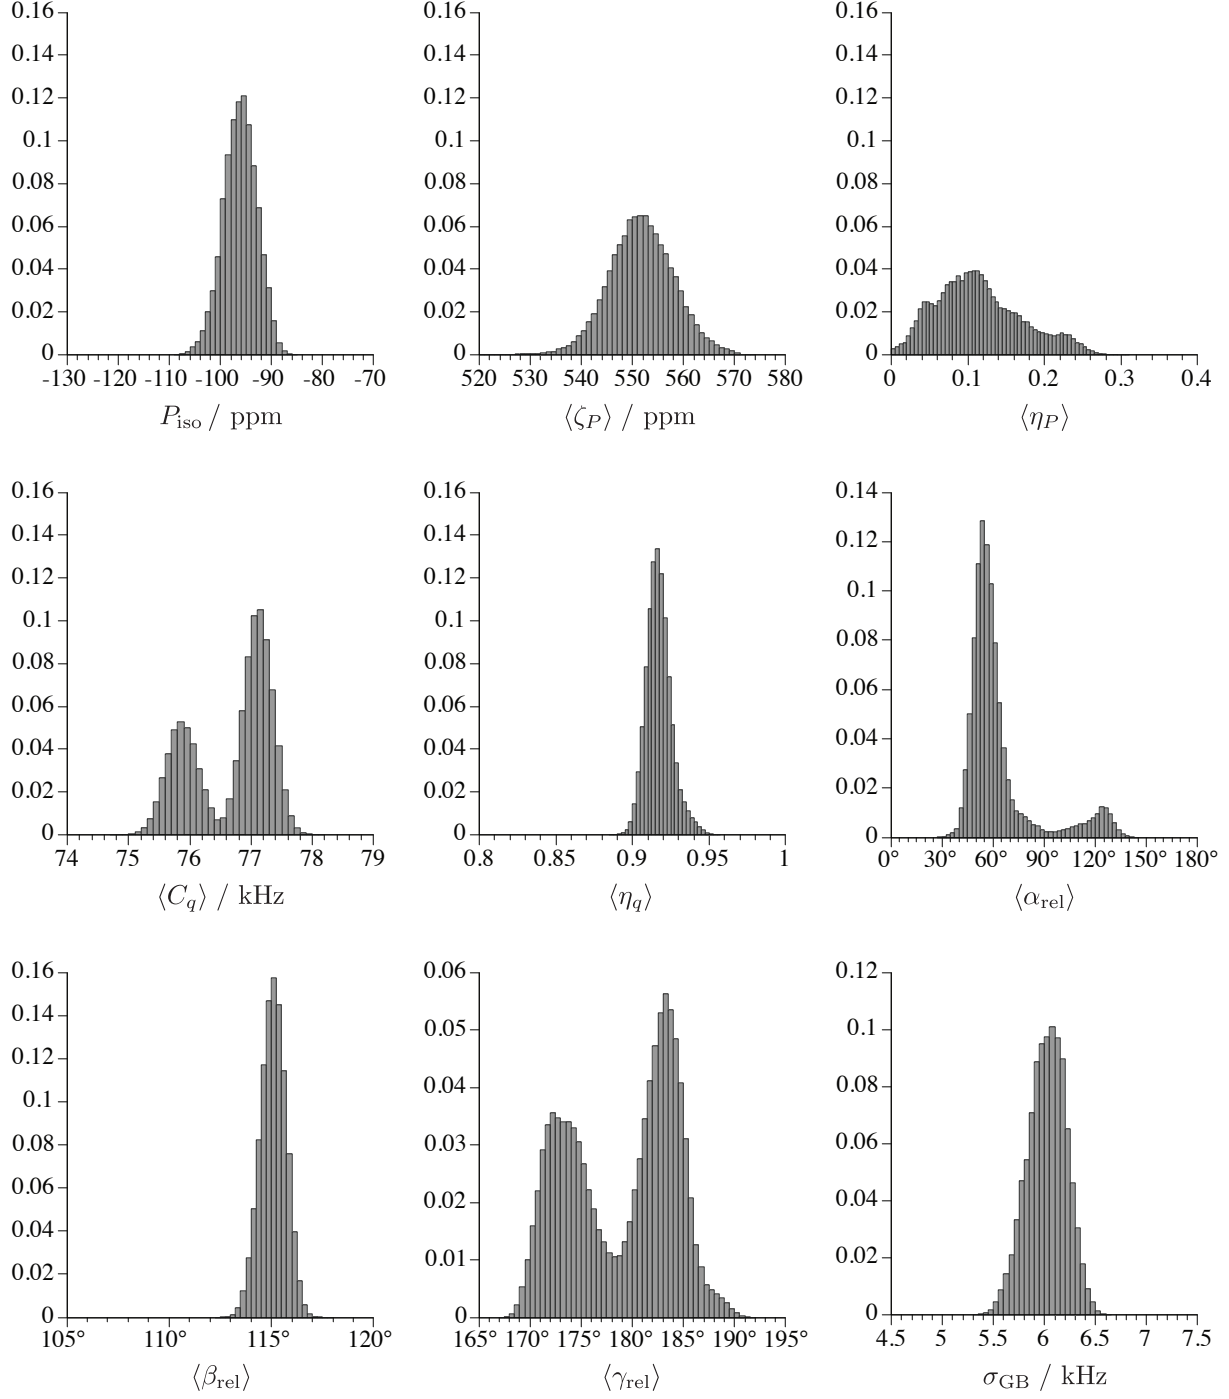 0.16 0.16 0.16
0.14 0.14 0.14
0.12 0.12 0.12
0.1 0.1 0.1
0.08 0.08 0.08
0.06 0.06 0.06
0.04 0.04 0.04
0.02 0.02 0.02
0 0 0
-130 -120 -110 -100 -90 -80 -70 520 530 540 550 560 570 580 0 0.1 0.2 0.3 0.4
P_iso / ppm ⟨ζ_P⟩ / ppm ⟨η_P⟩
0.16 0.16 0.14
0.14 0.14 0.12
0.12 0.12 0.1
0.1 0.1 0.08
0.08 0.08 0.06
0.06 0.06 0.04
0.04 0.04 0.02
0.02 0.02 0
0 0
74 75 76 77 78 79 0.8 0.85 0.9 0.95 1 0° 30° 60° 90° 120° 150° 180°
⟨C_q⟩ / kHz ⟨η_q⟩ ⟨α_rel⟩
0.16 0.06 0.12
0.14 0.05 0.1
0.12 0.04 0.08
0.1 0.03 0.06
0.08 0.02 0.04
0.06 0.01 0.02
0.04 0 0
0.02
0
105° 110° 115° 120° 165° 170° 175° 180° 185° 190° 195° 4.5 5 5.5 6 6.5 7 7.5
⟨β_rel⟩ ⟨γ_rel⟩ σ_GB / kHz